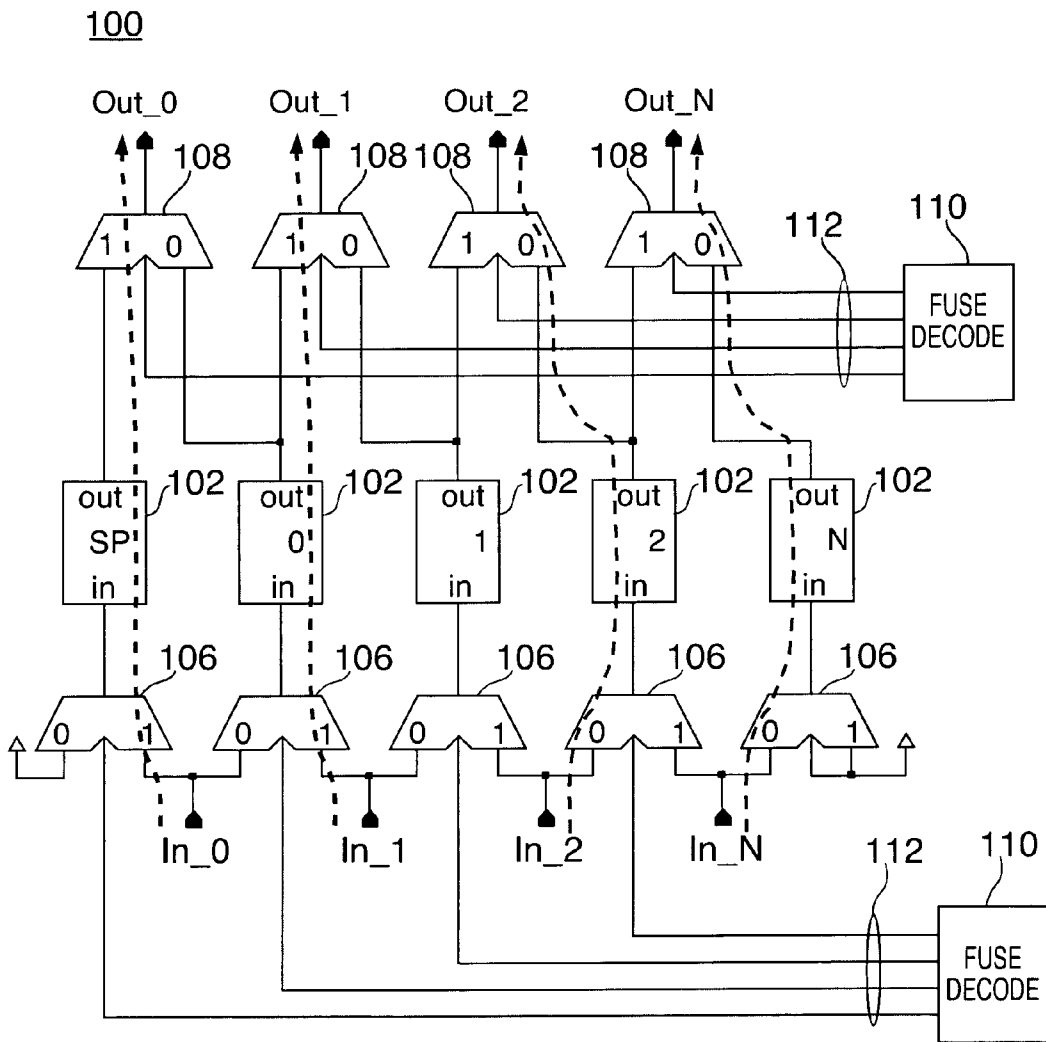 100
Out_0 Out_1 Out_2 Out_N
108 108 108 108
1 0 1 0 1 0 1 0
112 110
FUSE
DECODE
102 102 102 102 102
out out out out out
SP 0 1 2 N
in in in in in
106 106 106 106 106
0 1 0 1 0 1 0 1 0 1
In_0 In_1 In_2 In_N
112 110
FUSE
DECODE